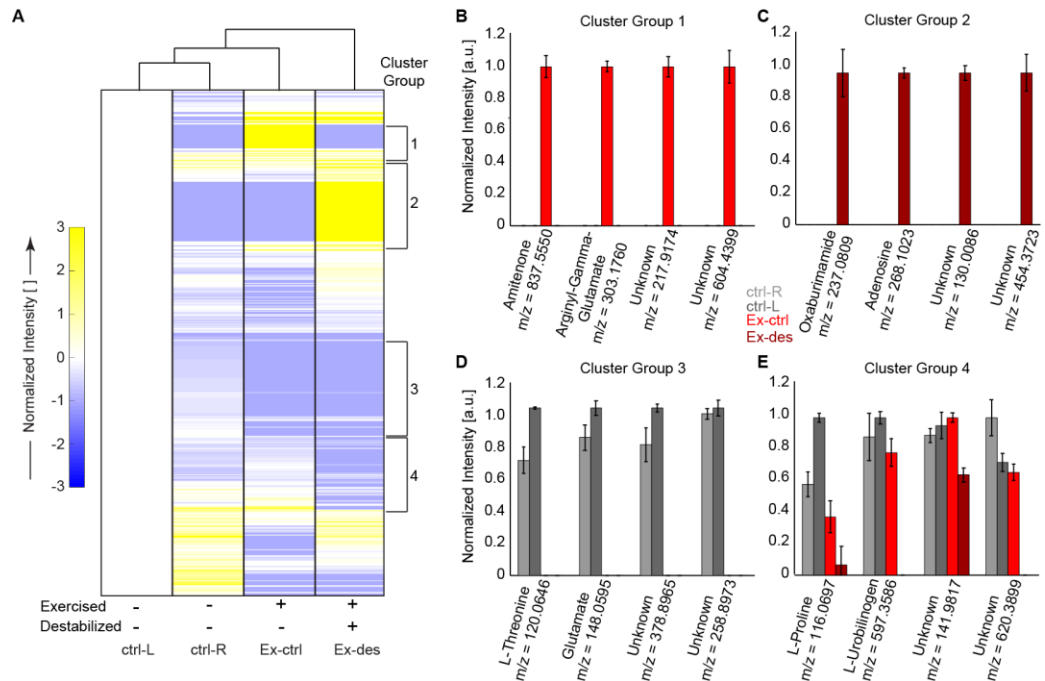 A
Cluster
Group
1
2
3
4
Normalized Intensity [ ]
3
2
1
0
-1
-2
-3
Exercised - - + +
Destabilized - - - +
ctrl-L ctrl-R Ex-ctrl Ex-des
B
Cluster Group 1
Normalized Intensity [a.u.]
1.2
1.0
0.8
0.6
0.4
0.2
0
Amitenone
m/z = 837.5550
Arginyl-Gamma-
Glutamate
m/z = 303.1760
Unknown
m/z = 217.9174
Unknown
m/z = 604.4399
C
Cluster Group 2
1.2
1.0
0.8
0.6
0.4
0.2
0
Oxaburimamide
m/z = 237.0809
Adenosine
m/z = 268.1023
Unknown
m/z = 130.0086
Unknown
m/z = 454.3723
ctrl-R
ctrl-L
Ex-ctrl
Ex-des
D
Cluster Group 3
Normalized Intensity [a.u.]
1.2
1.0
0.8
0.6
0.4
0.2
0
L-Threonine
m/z = 120.0646
Glutamate
m/z = 148.0595
Unknown
m/z = 378.8965
Unknown
m/z = 258.8973
E
Cluster Group 4
1.2
1.0
0.8
0.6
0.4
0.2
0
L-Proline
m/z = 116.0697
L-Urobilinogen
m/z = 597.3586
Unknown
m/z = 141.9817
Unknown
m/z = 620.3899